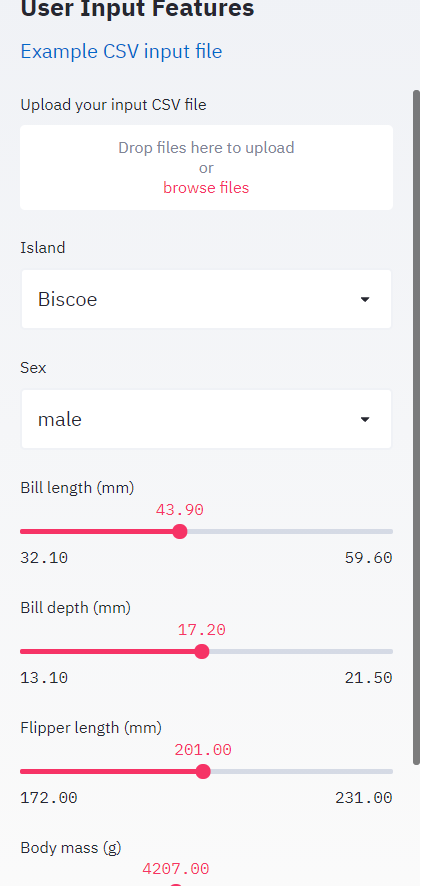 User Input Features
Example CSV input file
Upload your input CSV file
Drop files here to upload
or
browse files
Island
Biscoe
Sex
male
Bill length (mm)
43.90
32.10 59.60
Bill depth (mm)
17.20
13.10 21.50
Flipper length (mm)
201.00
172.00 231.00
Body mass (g)
4207.00